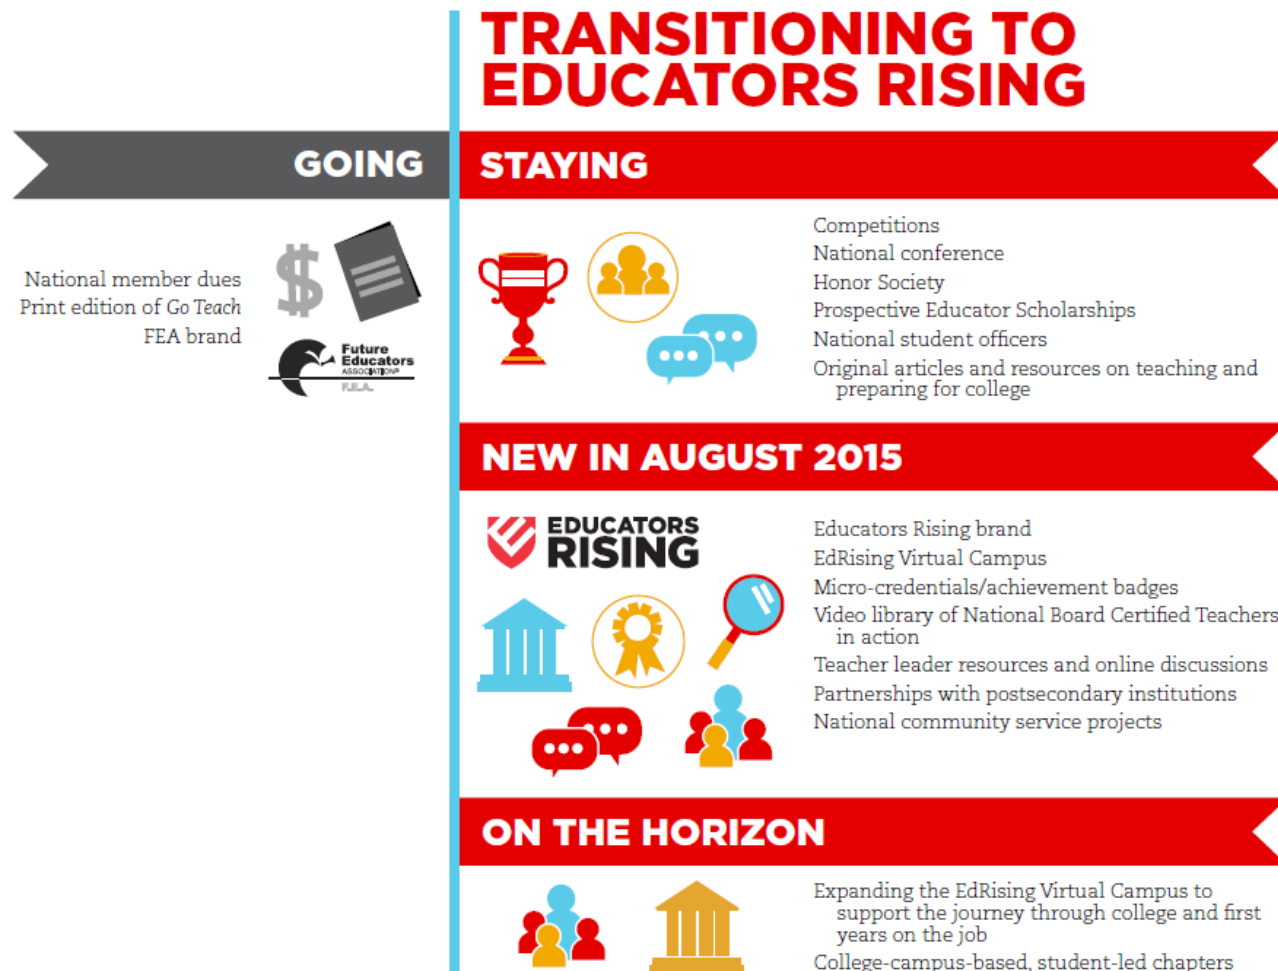 TRANSITIONING TO
EDUCATORS RISING
GOING
National member dues
Print edition of Go Teach
FEA brand
$
Future
Educators
ASSOCIATION®
F.E.A.
STAYING
Competitions
National conference
Honor Society
Prospective Educator Scholarships
National student officers
Original articles and resources on teaching and
preparing for college
NEW IN AUGUST 2015
EDUCATORS
RISING
Educators Rising brand
EdRising Virtual Campus
Micro-credentials/achievement badges
Video library of National Board Certified Teachers
in action
Teacher leader resources and online discussions
Partnerships with postsecondary institutions
National community service projects
ON THE HORIZON
Expanding the EdRising Virtual Campus to
support the journey through college and first
years on the job
College-campus-based, student-led chapters